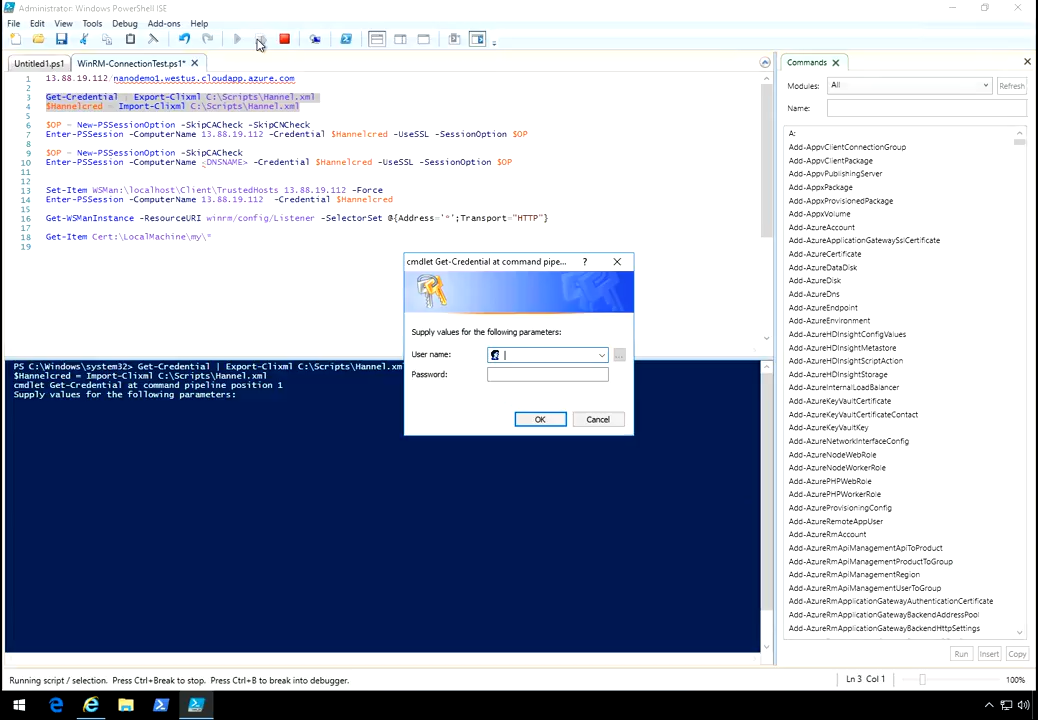 Administrator: Windows PowerShell ISE
File Edit View Tools Debug Add-ons Help
Untitled1.ps1 WinRM-ConnectionTest.ps1*
1 13.88.19.112/nanodemo1.westus.cloudapp.azure.com
2
3 Get-Credential | Export-Clixml C:\Scripts\Hannel.xml
4 $Hannelcred = Import-Clixml C:\Scripts\Hannel.xml
5
6 $OP = New-PSSessionOption -SkipCACheck -SkipCNCheck
7 Enter-PSSession -ComputerName 13.88.19.112 -Credential $Hannelcred -UseSSL -SessionOption $OP
8
9 $OP = New-PSSessionOption -SkipCACheck
10 Enter-PSSession -ComputerName <DNSNAME> -Credential $Hannelcred -UseSSL -SessionOption $OP
11
12
13 Set-Item WSMan:\localhost\Client\TrustedHosts 13.88.19.112 -Force
14 Enter-PSSession -ComputerName 13.88.19.112 -Credential $Hannelcred
15
16 Get-WSManInstance -ResourceURI winrm/config/Listener -SelectorSet @{Address='*';Transport="HTTP"}
17
18 Get-Item Cert:\LocalMachine\my\*
19
cmdlet Get-Credential at command pipe... ?
Supply values for the following parameters:
User name:
...
Password:
OK Cancel
PS C:\Windows\system32> Get-Credential | Export-Clixml C:\Scripts\Hannel.xm
$Hannelcred = Import-Clixml C:\Scripts\Hannel.xml
cmdlet Get-Credential at command pipeline position 1
Supply values for the following parameters:
Commands
Modules: All Refresh
Name:
A:
Add-AppvClientConnectionGroup
Add-AppvClientPackage
Add-AppvPublishingServer
Add-AppxPackage
Add-AppxProvisionedPackage
Add-AppxVolume
Add-AzureAccount
Add-AzureApplicationGatewaySslCertificate
Add-AzureCertificate
Add-AzureDataDisk
Add-AzureDisk
Add-AzureDns
Add-AzureEndpoint
Add-AzureEnvironment
Add-AzureHDInsightConfigValues
Add-AzureHDInsightMetastore
Add-AzureHDInsightScriptAction
Add-AzureHDInsightStorage
Add-AzureInternalLoadBalancer
Add-AzureKeyVaultCertificate
Add-AzureKeyVaultCertificateContact
Add-AzureKeyVaultKey
Add-AzureNetworkInterfaceConfig
Add-AzureNodeWebRole
Add-AzureNodeWorkerRole
Add-AzurePHPWebRole
Add-AzurePHPWorkerRole
Add-AzureProvisioningConfig
Add-AzureRemoteAppUser
Add-AzureRmAccount
Add-AzureRmApiManagementApiToProduct
Add-AzureRmApiManagementProductToGroup
Add-AzureRmApiManagementRegion
Add-AzureRmApiManagementUserToGroup
Add-AzureRmApplicationGatewayAuthenticationCertificate
Add-AzureRmApplicationGatewayBackendAddressPool
Add-AzureRmApplicationGatewayBackendHttpSettings
Run Insert Copy
Running script / selection. Press Ctrl+Break to stop. Press Ctrl+B to break into debugger.
Ln 3 Col 1 100%